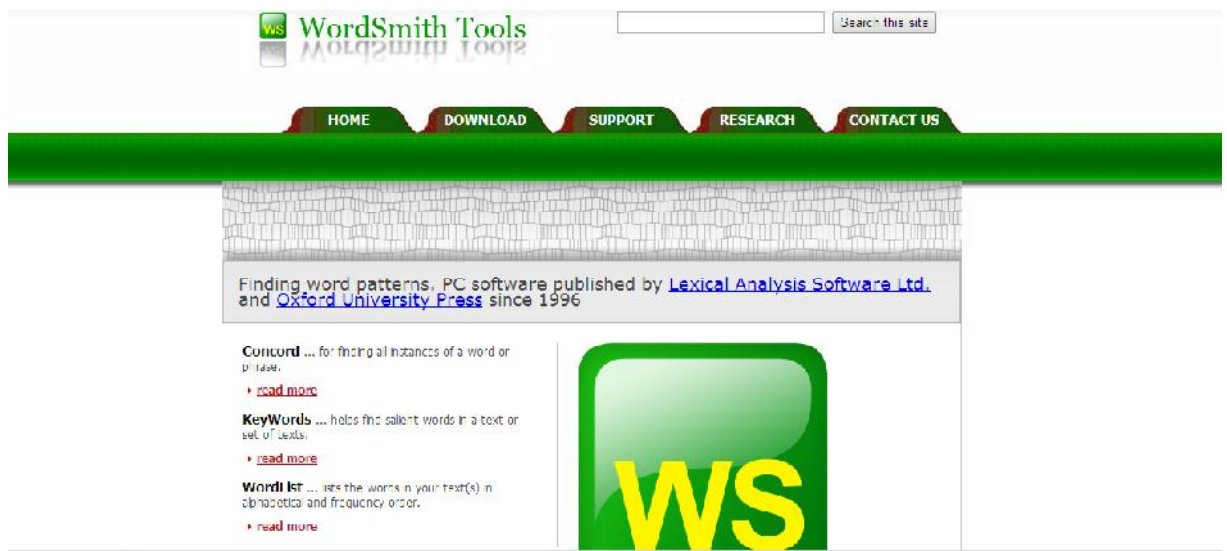 WS WordSmith Tools
Search this site
HOME DOWNLOAD SUPPORT RESEARCH CONTACT US
Finding word patterns. PC software published by Lexical Analysis Software Ltd.
and Oxford University Press since 1996
Concord ... for finding all instances of a word or
phrase.
read more
KeyWords ... helps find salient words in a text or
set of texts.
read more
WordList ... lists the words in your text(s) in
alphabetical and frequency order.
read more
WS